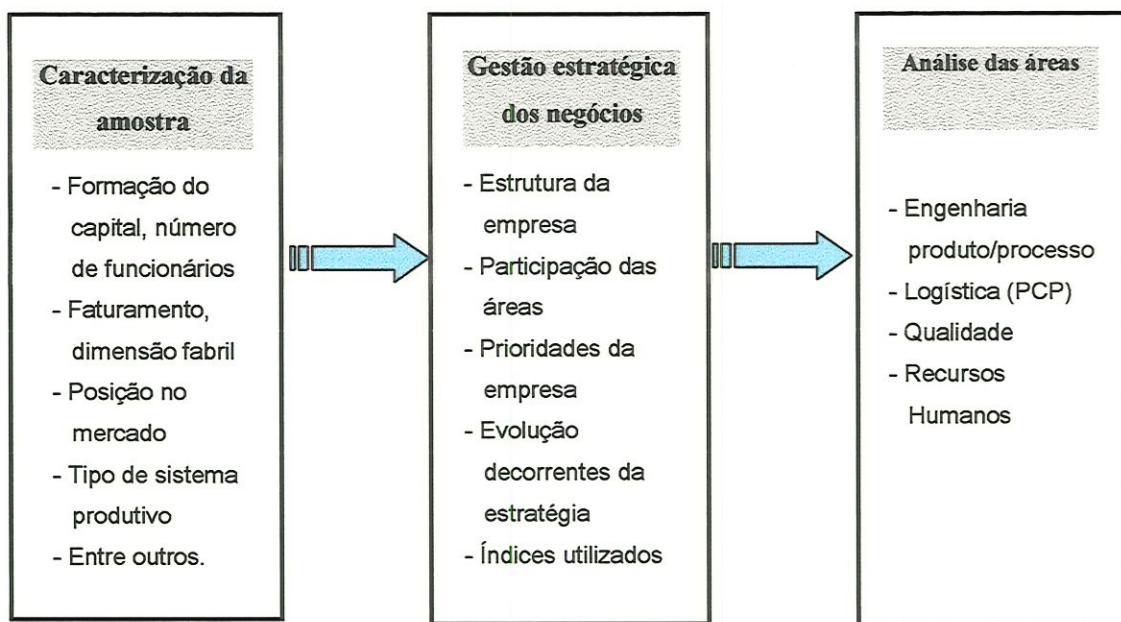 Caracterização da
amostra
- Formação do
capital, número
de funcionários
- Faturamento,
dimensão fabril
- Posição no
mercado
- Tipo de sistema
produtivo
- Entre outros.
Gestão estratégica
dos negócios
- Estrutura da
empresa
- Participação das
áreas
- Prioridades da
empresa
- Evolução
decorrentes da
estratégia
- Índices utilizados
Análise das áreas
- Engenharia
produto/processo
- Logística (PCP)
- Qualidade
- Recursos
Humanos